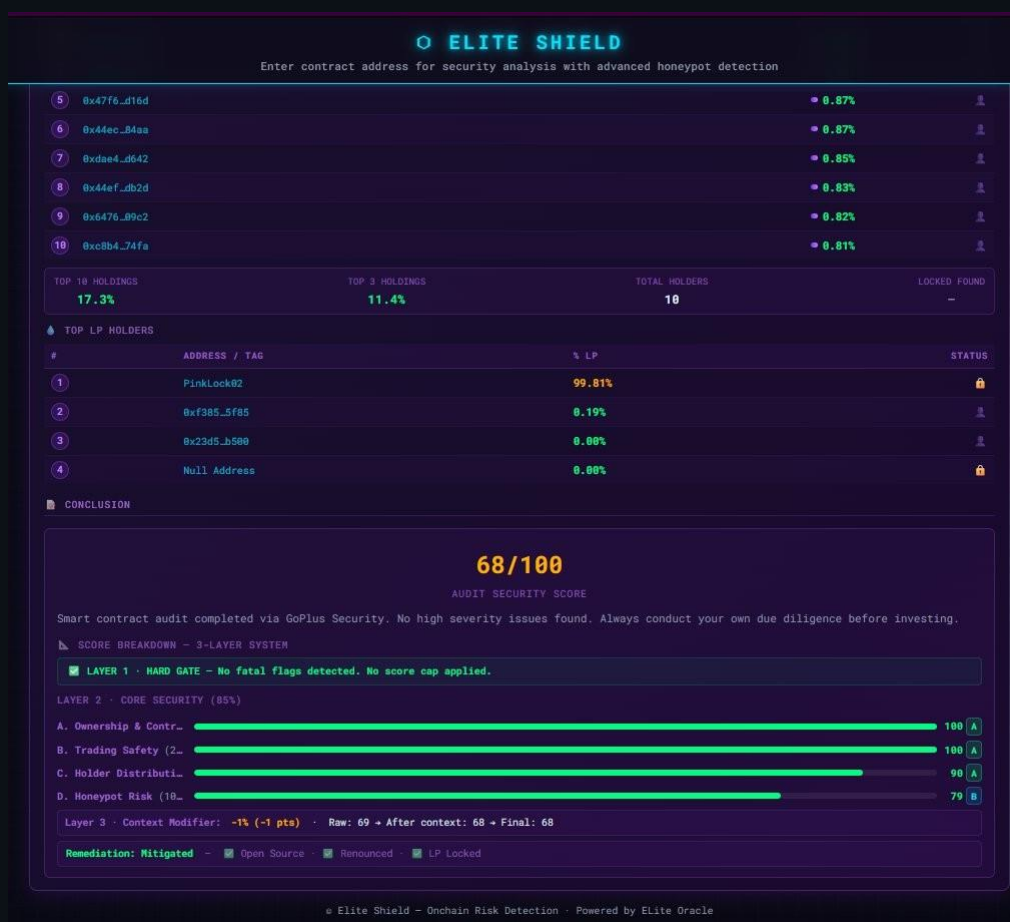 ELITE SHIELD
Enter contract address for security analysis with advanced honeypot detection
5 0x47f6…d16d 0.87%
6 0x44ec…84aa 0.87%
7 0xdae4…d642 0.85%
8 0x44ef…db2d 0.83%
9 0x6476…09c2 0.82%
10 0xc8b4…74fa 0.81%
TOP 10 HOLDINGS TOP 3 HOLDINGS TOTAL HOLDERS LOCKED FOUND
17.3% 11.4% 10 —
TOP LP HOLDERS
# ADDRESS / TAG % LP STATUS
1 PinkLock02 99.81%
2 0xf385…5f85 0.19%
3 0x23d5…b500 0.00%
4 Null Address 0.00%
CONCLUSION
68/100
AUDIT SECURITY SCORE
Smart contract audit completed via GoPlus Security. No high severity issues found. Always conduct your own due diligence before investing.
SCORE BREAKDOWN — 3-LAYER SYSTEM
LAYER 1 · HARD GATE — No fatal flags detected. No score cap applied.
LAYER 2 · CORE SECURITY (85%)
A. Ownership & Contr… 100 A
B. Trading Safety (2… 100 A
C. Holder Distributi… 90 A
D. Honeypot Risk (10… 79 B
Layer 3 · Context Modifier: -1% (-1 pts) · Raw: 69 → After context: 68 → Final: 68
Remediation: Mitigated — Open Source · Renounced · LP Locked
Elite Shield — Onchain Risk Detection · Powered by ELite Oracle